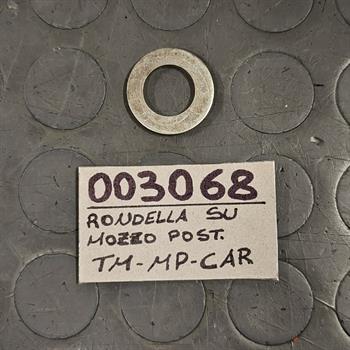 003068
RONDELLA SU
MOZZO POST.
TM-MP-CAR